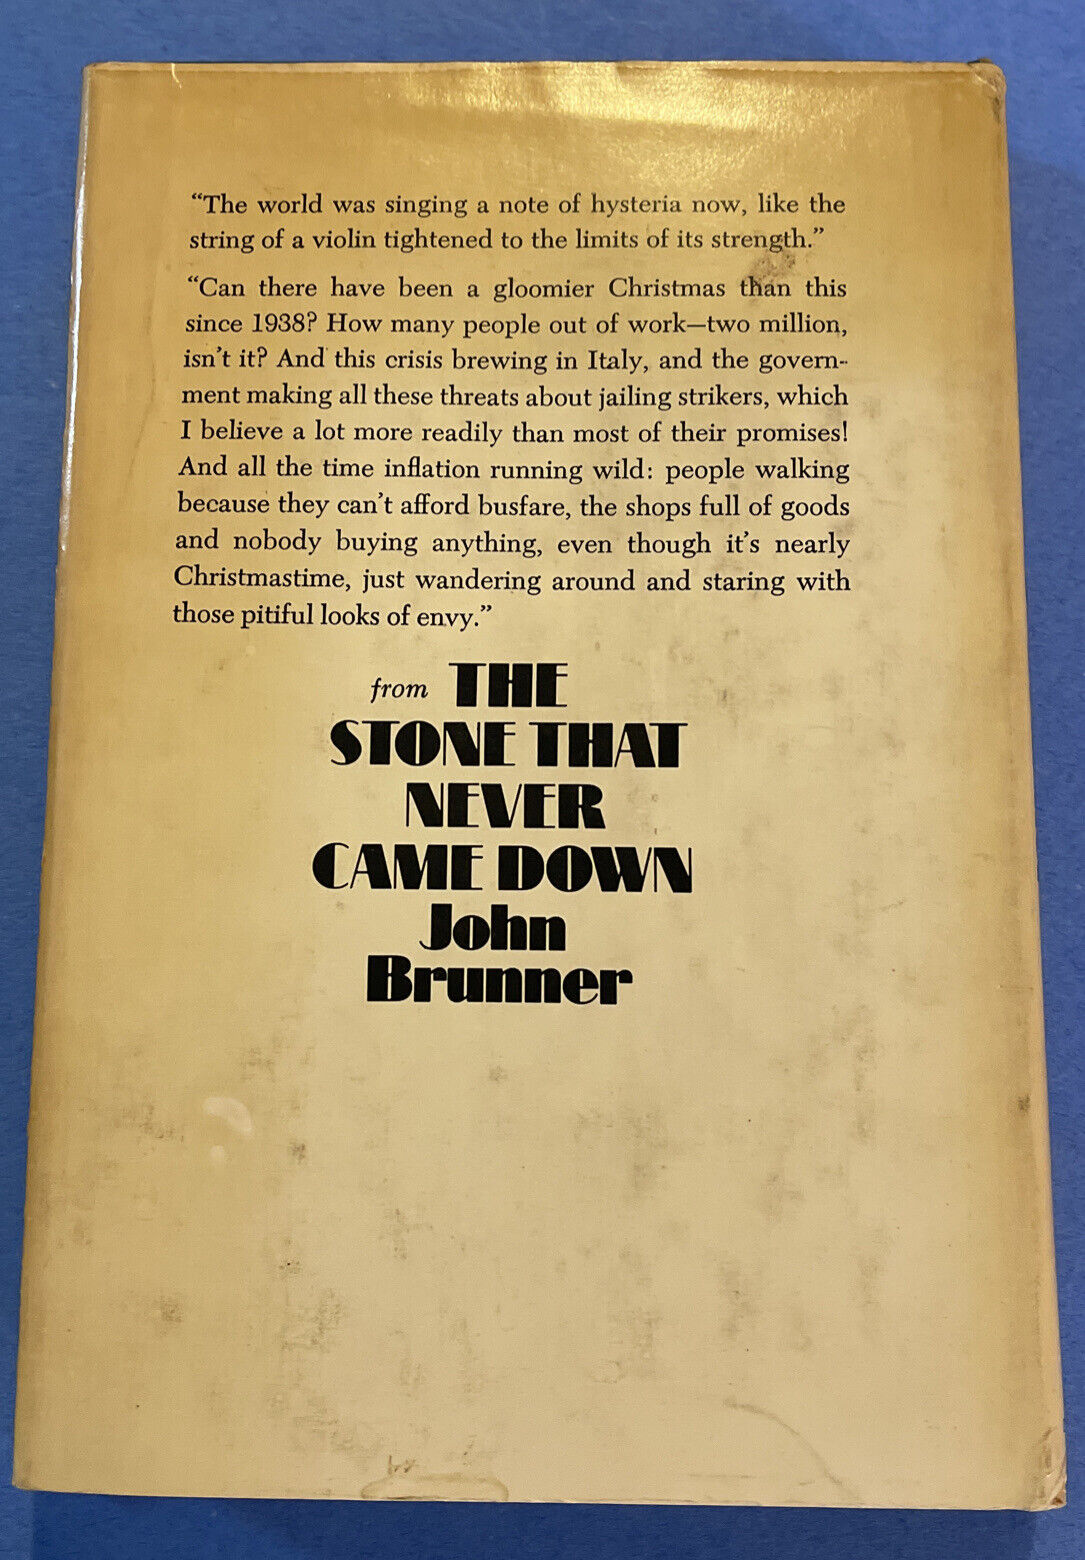 “The world was singing a note of hysteria now, like the
string of a violin tightened to the limits of its strength.”
“Can there have been a gloomier Christmas than this
since 1938? How many people out of work—two million,
isn’t it? And this crisis brewing in Italy, and the govern-
ment making all these threats about jailing strikers, which
I believe a lot more readily than most of their promises!
And all the time inflation running wild: people walking
because they can’t afford busfare, the shops full of goods
and nobody buying anything, even though it’s nearly
Christmastime, just wandering around and staring with
those pitiful looks of envy.”
from THE
STONE THAT
NEVER
CAME DOWN
John
Brunner